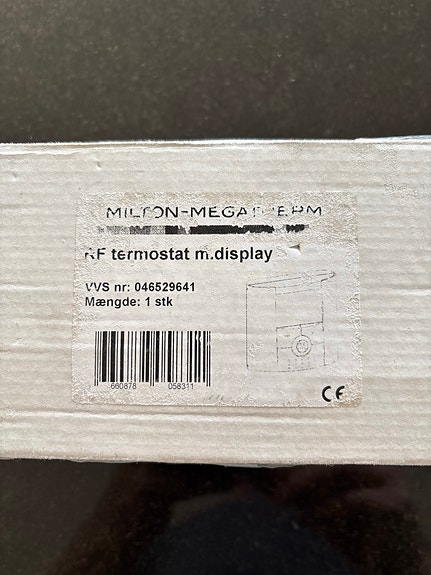 MILTON-MEGATHERM
RF termostat m.display
VVS nr: 046529641
Mængde: 1 stk
660878 058311
CE